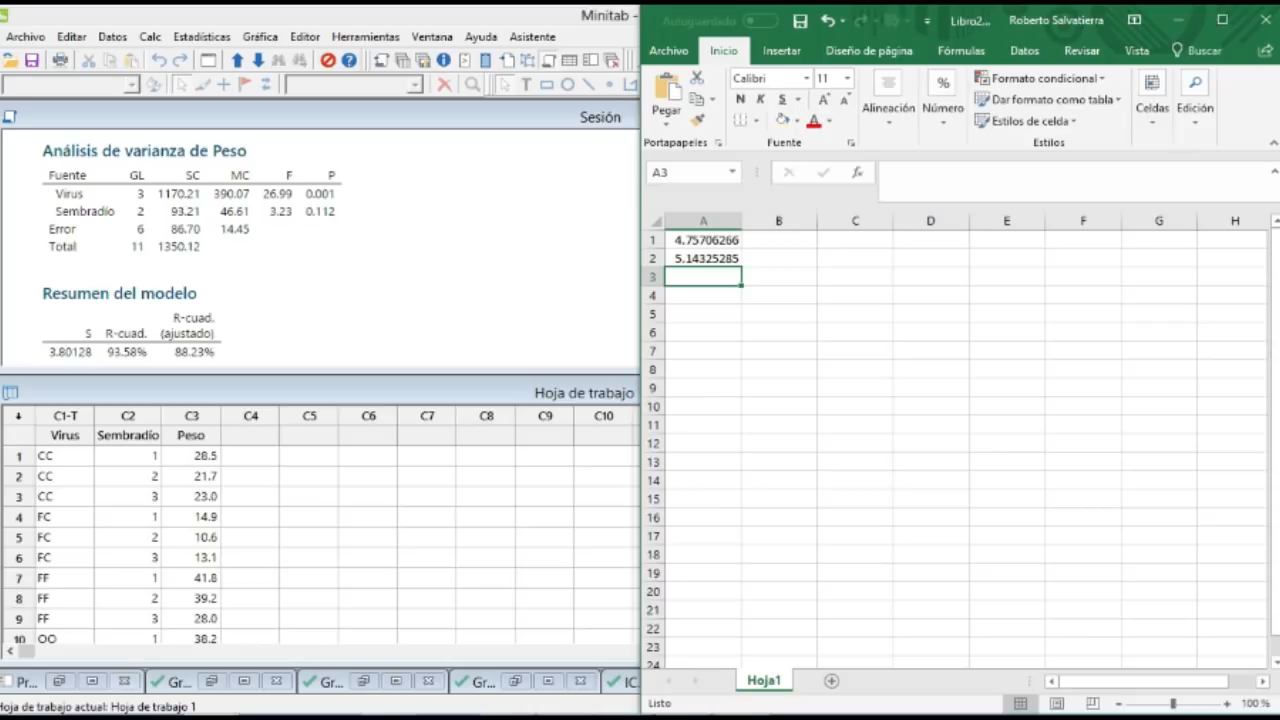 Minitab -
Archivo Editar Datos Calc Estadísticas Gráfica Editor Herramientas Ventana Ayuda Asistente
Sesión
Análisis de varianza de Peso
Fuente GL SC MC F P
Virus 3 1170.21 390.07 26.99 0.001
Sembradío 2 93.21 46.61 3.23 0.112
Error 6 86.70 14.45
Total 11 1350.12
Resumen del modelo
R-cuad.
S R-cuad. (ajustado)
3.80128 93.58% 88.23%
Hoja de trabajo
C1-T C2 C3 C4 C5 C6 C7 C8 C9 C10
Virus Sembradío Peso
1 CC 1 28.5
2 CC 2 21.7
3 CC 3 23.0
4 FC 1 14.9
5 FC 2 10.6
6 FC 3 13.1
7 FF 1 41.8
8 FF 2 39.2
9 FF 3 28.0
10 OO 1 38.2
Pr... Gr... Gr... Gr... IC
Hoja de trabajo actual: Hoja de trabajo 1
Autoguardado Libro2... Roberto Salvatierra
Archivo Inicio Insertar Diseño de página Fórmulas Datos Revisar Vista Buscar
Calibri 11
Pegar
N K S
Alineación Número
Formato condicional
Dar formato como tabla
Estilos de celda
Celdas Edición
Portapapeles Fuente Estilos
A3 fx
A B C D E F G H
1 4.75706266
2 5.14325285
3
4
5
6
7
8
9
10
11
12
13
14
15
16
17
18
19
20
21
22
23
24
Hoja1
Listo 100 %